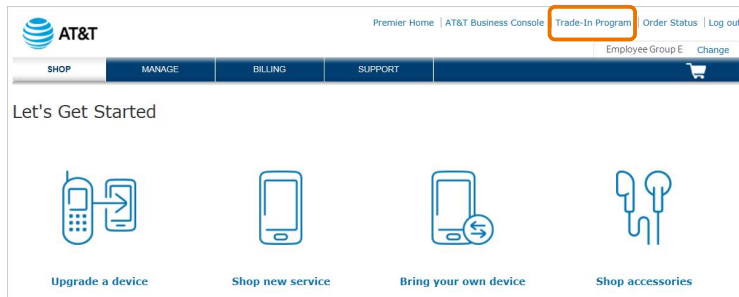 AT&T
Premier Home | AT&T Business Console | Trade-In Program | Order Status | Log out
Employee Group E Change
SHOP MANAGE BILLING SUPPORT
Let's Get Started
Upgrade a device Shop new service Bring your own device Shop accessories